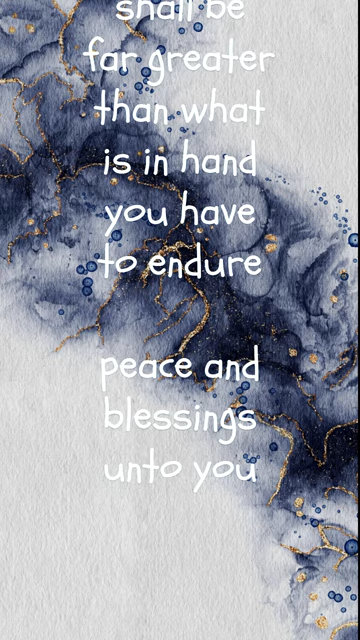 shall be
far greater
than what
is in hand
you have
to endure
peace and
blessings
unto you